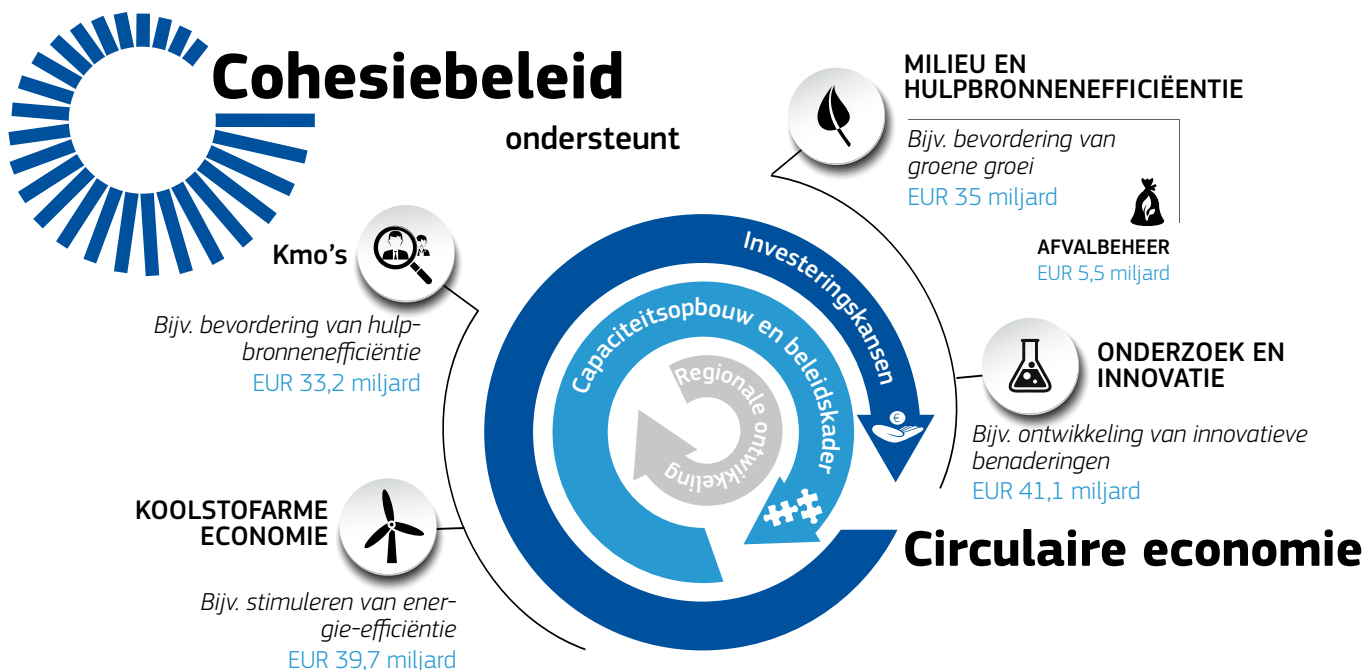 Cohesiebeleid
ondersteunt
MILIEU EN
HULPBRONNENEFFICIËENTIE
Bijv. bevordering van
groene groei
EUR 35 miljard
AFVALBEHEER
EUR 5,5 miljard
Kmo's
Bijv. bevordering van hulp-
bronnenefficiëntie
EUR 33,2 miljard
Investeringskansen
Capaciteitsopbouw en beleidskader
Regionale ontwikkeling
ONDERZOEK EN
INNOVATIE
Bijv. ontwikkeling van innovatieve
benaderingen
EUR 41,1 miljard
KOOLSTOFARME
ECONOMIE
Bijv. stimuleren van ener-
gie-efficiëntie
EUR 39,7 miljard
Circulaire economie